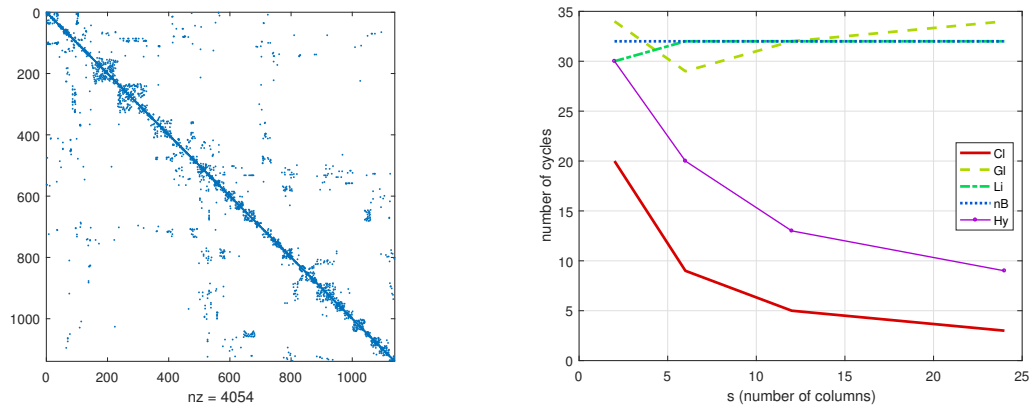 0
200
400
600
800
1000
0 200 400 600 800 1000
nz = 4054
35
30
25
20
15
10
5
0
number of cycles
Cl
Gl
Li
nB
Hy
0 5 10 15 20 25
s (number of columns)